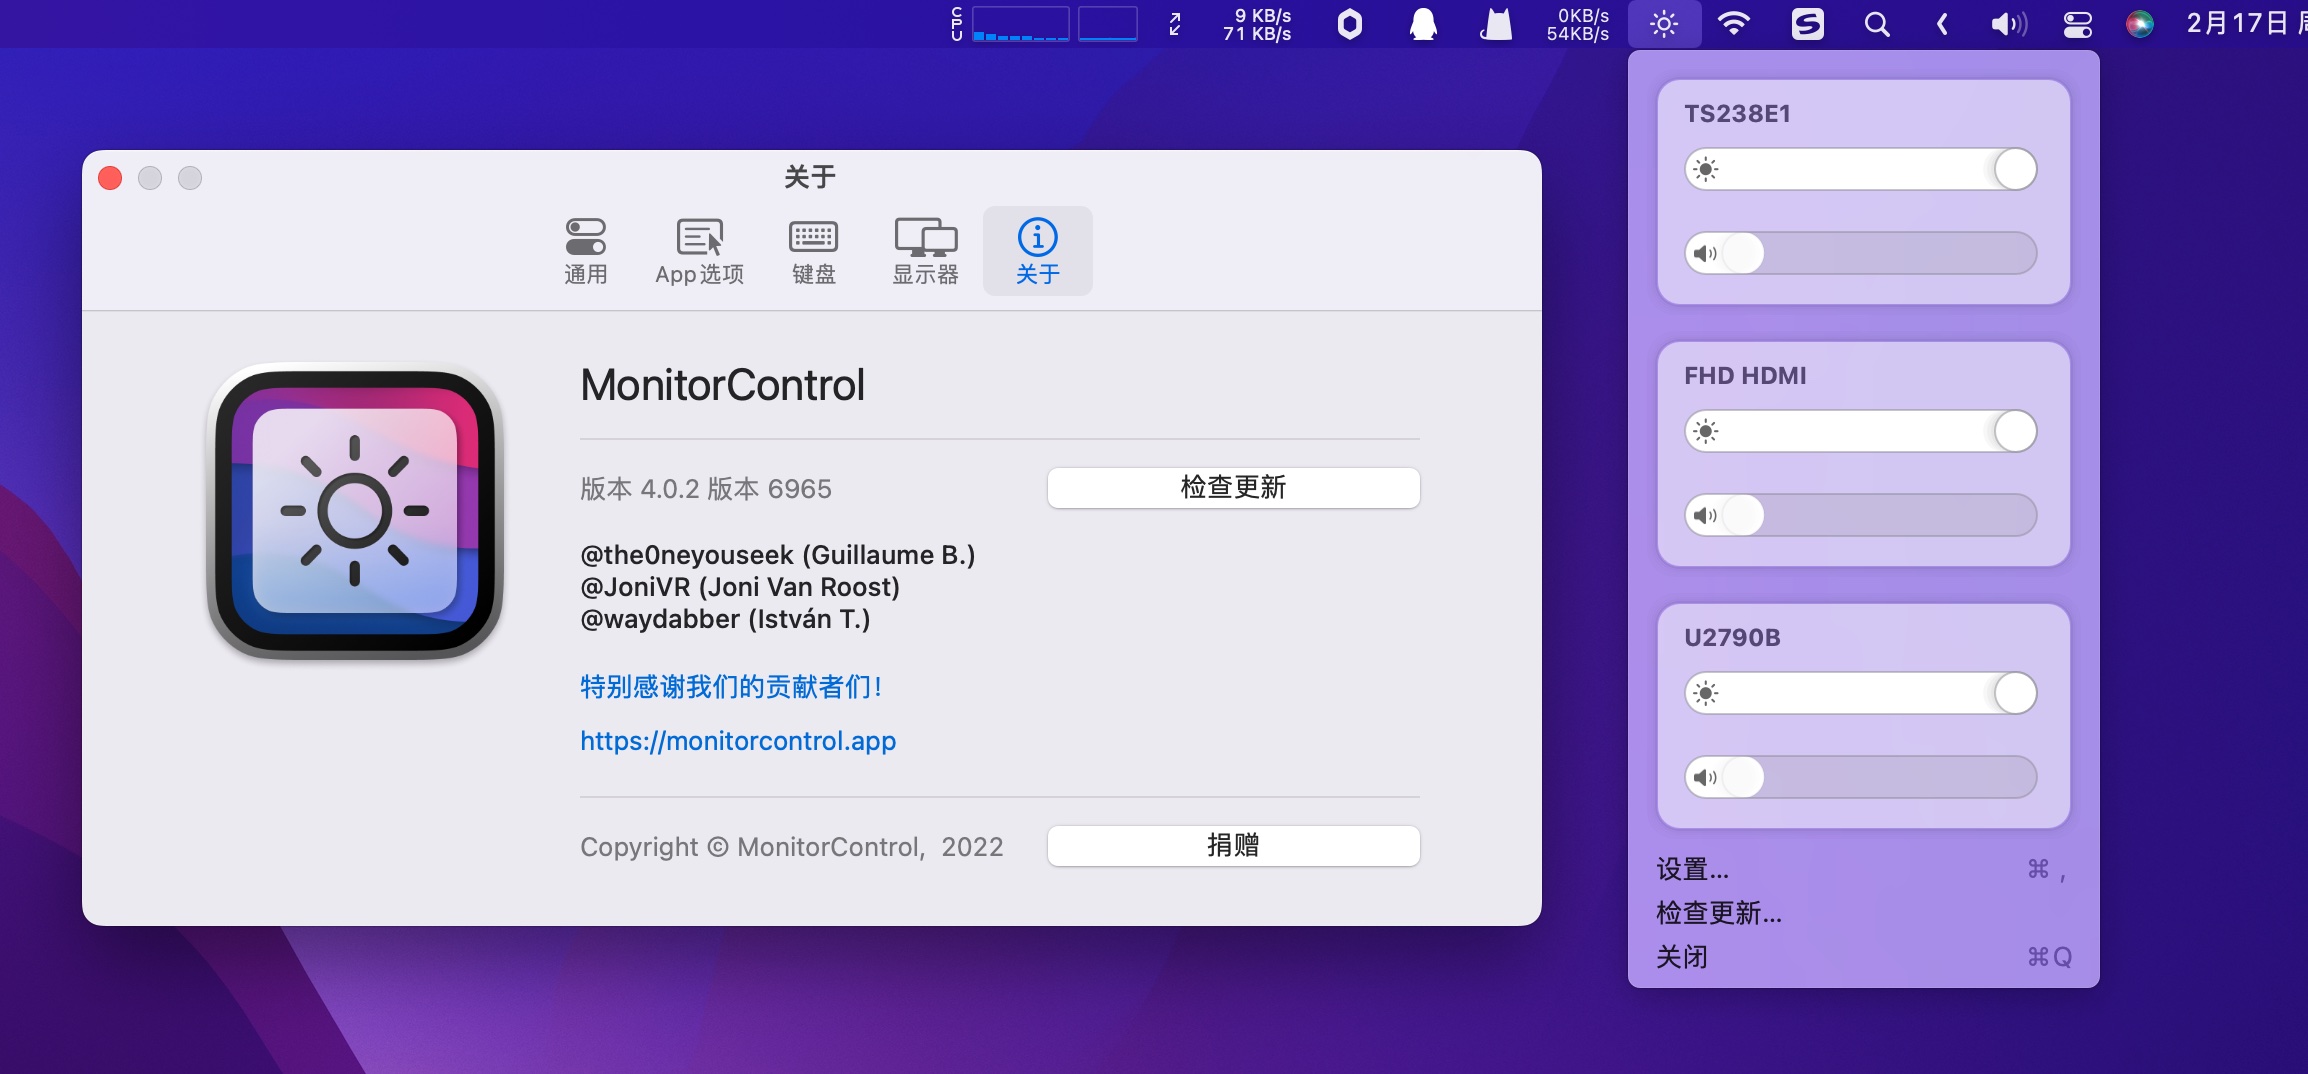 CPU
9 KB/s
71 KB/s
0KB/s
54KB/s
2月17日
关于
通用
App选项
键盘
显示器
关于
MonitorControl
版本 4.0.2 版本 6965
检查更新
@the0neyouseek (Guillaume B.)
@JoniVR (Joni Van Roost)
@waydabber (István T.)
特别感谢我们的贡献者们！
https://monitorcontrol.app
Copyright © MonitorControl, 2022
捐赠
TS238E1
FHD HDMI
U2790B
设置... ⌘ ,
检查更新...
关闭 ⌘Q